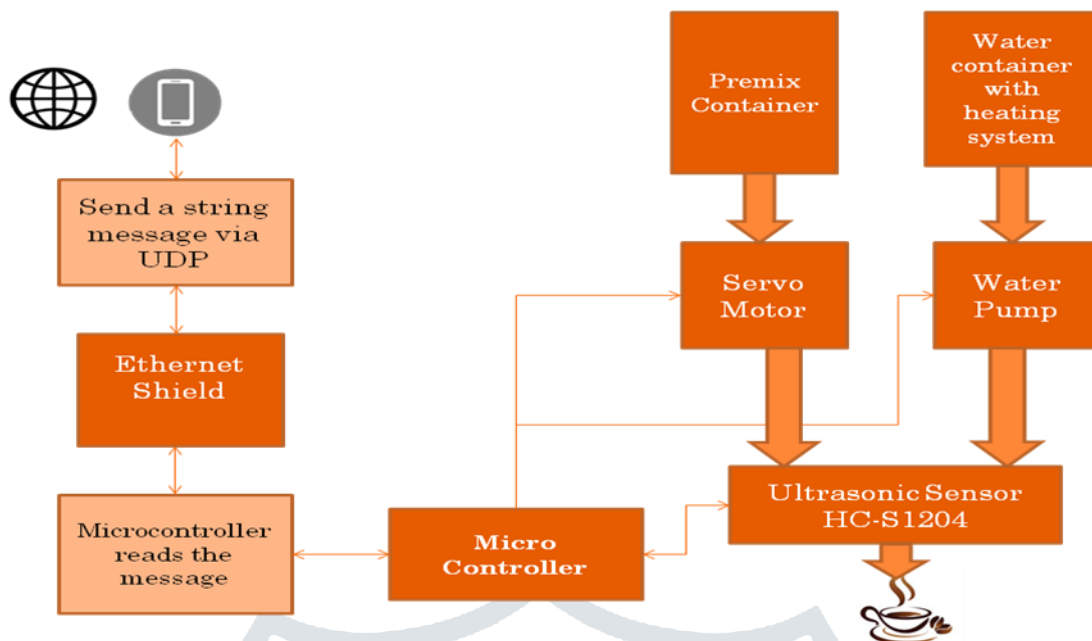 Premix
Container
Water
container
with
heating
system
Send a string
message via
UDP
Servo
Motor
Water
Pump
Ethernet
Shield
Ultrasonic Sensor
HC-S1204
Microcontroller
reads the
message
Micro
Controller